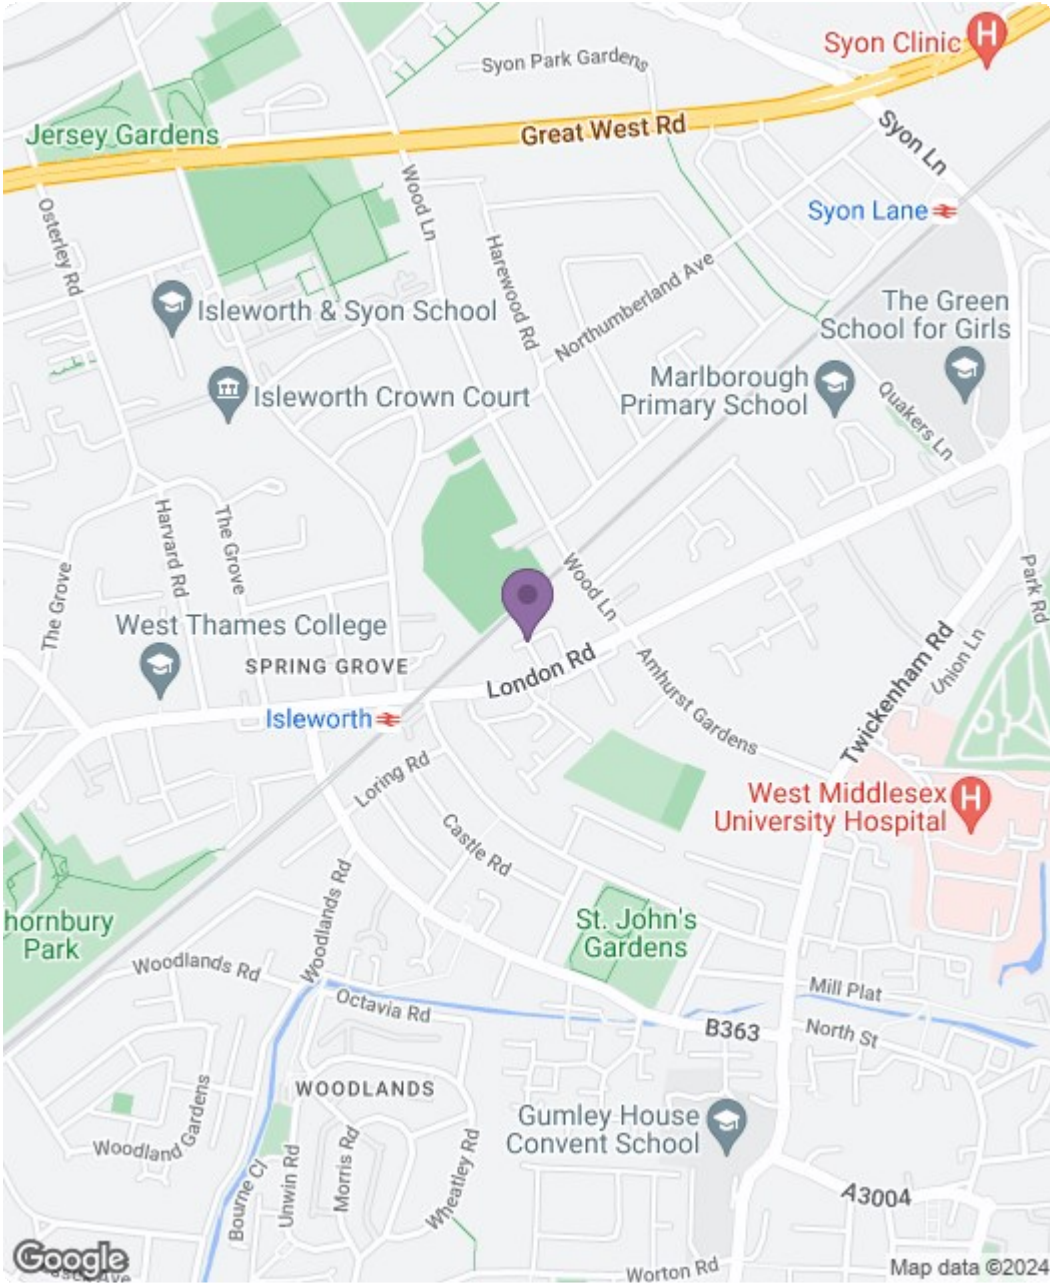 Syon Clinic
H
Syon Park Gardens
Jersey Gardens
Great West Rd
Syon Ln
Wood Ln
Osterley Rd
Syon Lane
Harewood Rd
Northumberland Ave
Isleworth & Syon School
The Green
School for Girls
Isleworth Crown Court
Marlborough
Primary School
Quakers Ln
Harvard Rd
The Grove
The Grove
Wood Ln
Park Rd
West Thames College
SPRING GROVE
London Rd
Amhurst Gardens
Twickenham Rd
Union Ln
Isleworth
Loring Rd
West Middlesex
University Hospital
H
Castle Rd
hornbury
Park
Woodlands Rd
St. John's
Gardens
Woodlands Rd
Octavia Rd
Mill Plat
B363
North St
WOODLANDS
Woodland Gardens
Gumley House
Convent School
Bourne Cl
Unwin Rd
Morris Rd
Wheatley Rd
A3004
Google
Ave
Worton Rd
Map data ©2024